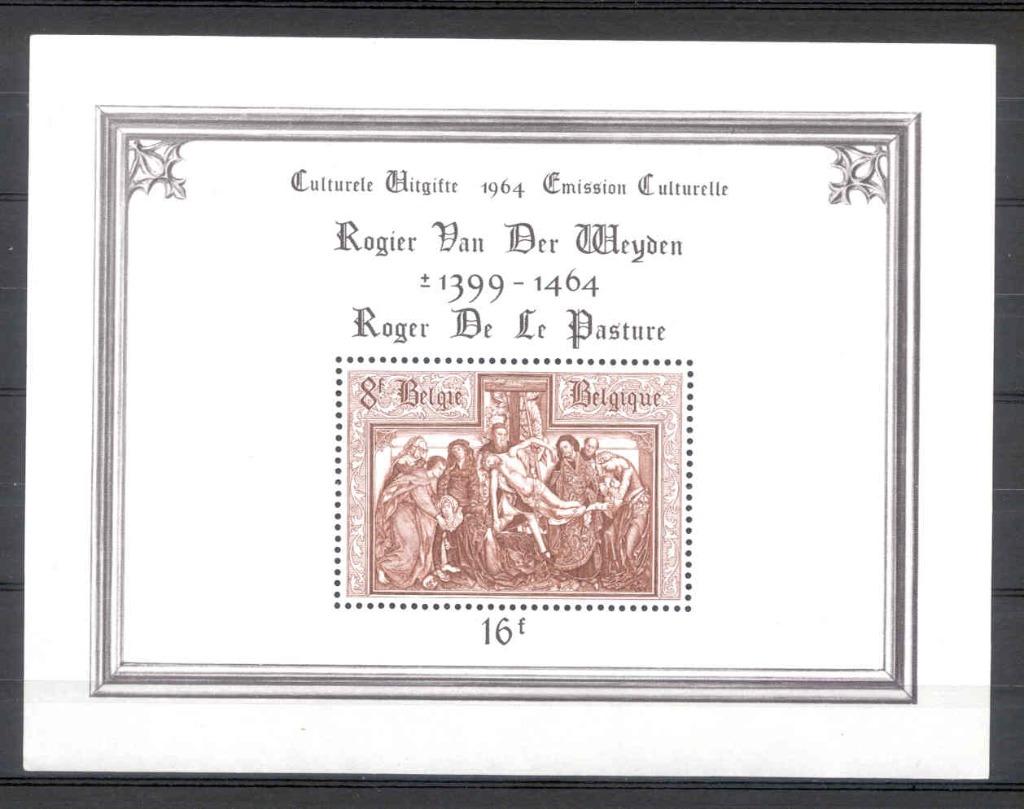 Culturele Uitgifte 1964 Emission Culturelle
Rogier Van Der Weyden
± 1399 - 1464
Roger De Le Pasture
8F België Belgique
16f